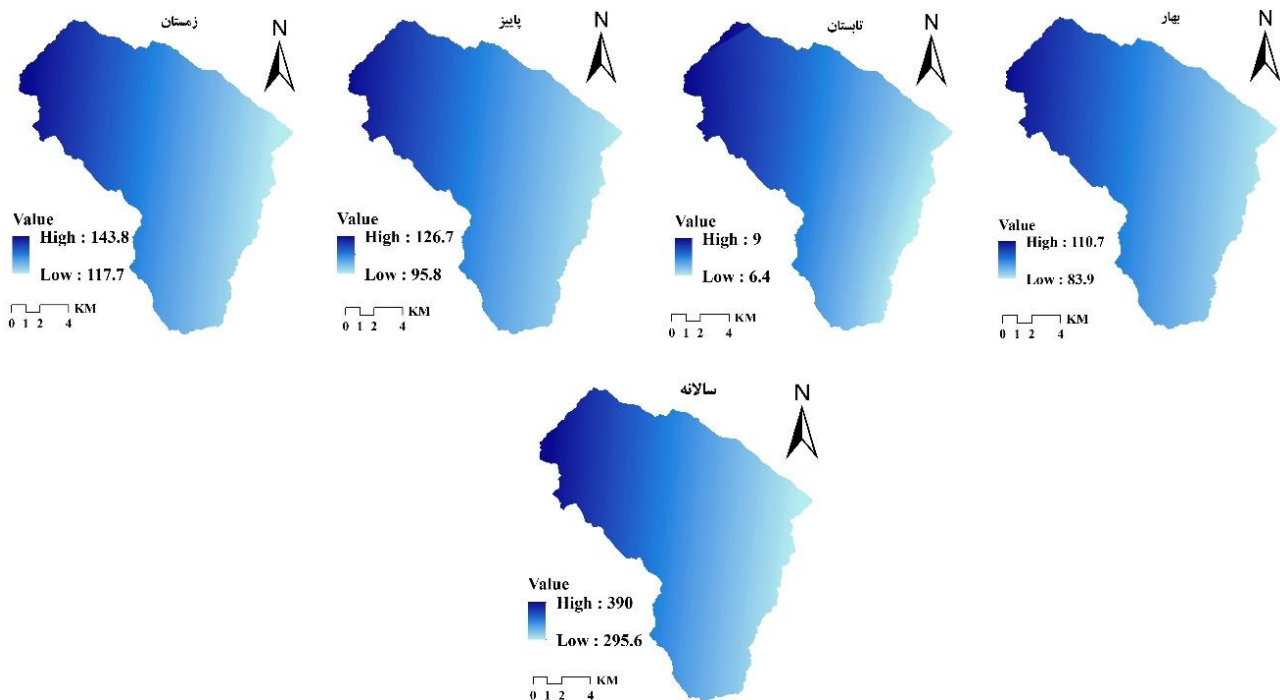 زمستان
N
Value
High : 143.8
Low : 117.7
KM
0 1 2 4
پاییز
N
Value
High : 126.7
Low : 95.8
KM
0 1 2 4
تابستان
N
Value
High : 9
Low : 6.4
KM
0 1 2 4
بهار
N
Value
High : 110.7
Low : 83.9
KM
0 1 2 4
سالانه
N
Value
High : 390
Low : 295.6
KM
0 1 2 4